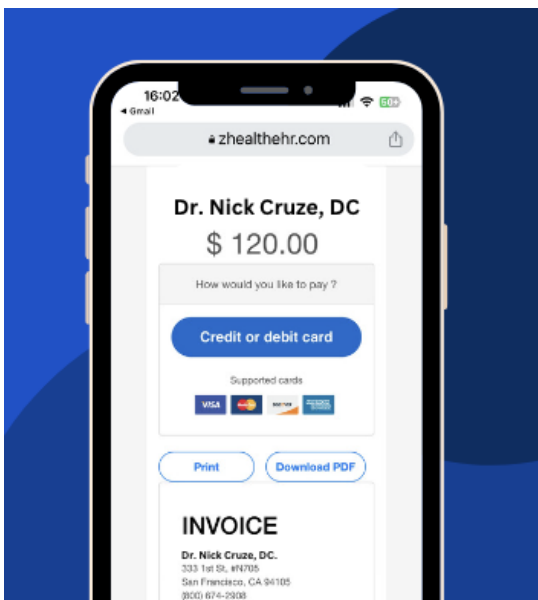 16:02
Gmail
60+
zhealthehr.com
Dr. Nick Cruze, DC
$ 120.00
How would you like to pay ?
Credit or debit card
Supported cards
VISA
Print
Download PDF
INVOICE
Dr. Nick Cruze, DC.
333 1st St, #N705
San Francisco, CA 94105
(800) 674-2908